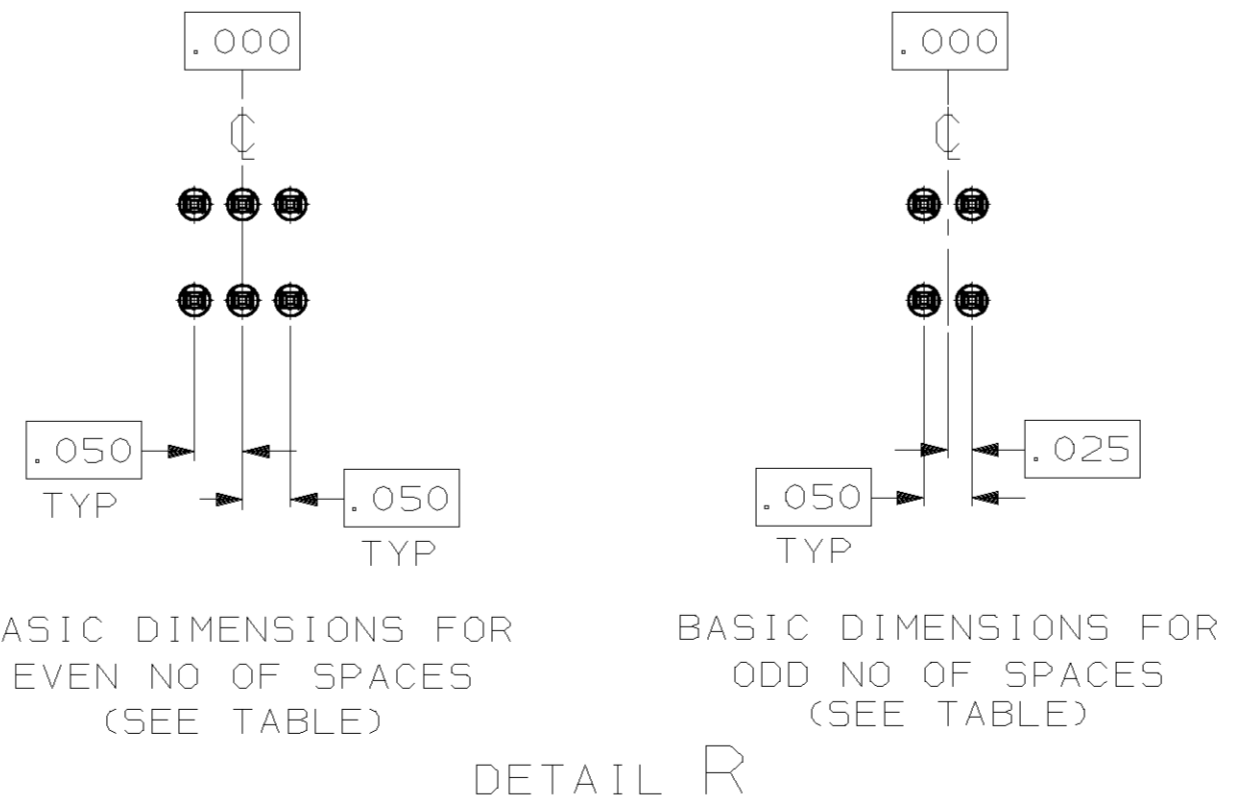 .000
.000
℄
℄
.050
TYP
.050
TYP
.025
.050
TYP
ASIC DIMENSIONS FOR
EVEN NO OF SPACES
(SEE TABLE)
BASIC DIMENSIONS FOR
ODD NO OF SPACES
(SEE TABLE)
DETAIL R